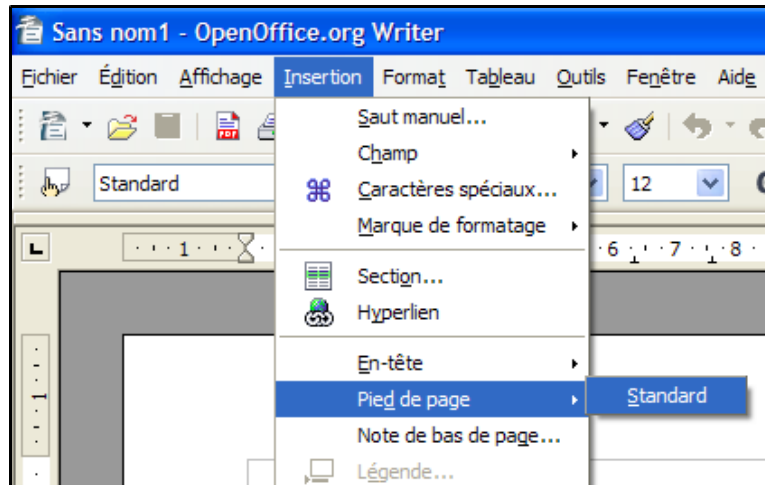 Sans nom1 - OpenOffice.org Writer
Fichier Édition Affichage Insertion Format Tableau Outils Fenêtre Aide
Saut manuel...
Champ
Standard
Caractères spéciaux...
12
Marque de formatage
1 6 7 8
Section...
Hyperlien
En-tête
Pied de page
Standard
1
Note de bas de page...
Légende...